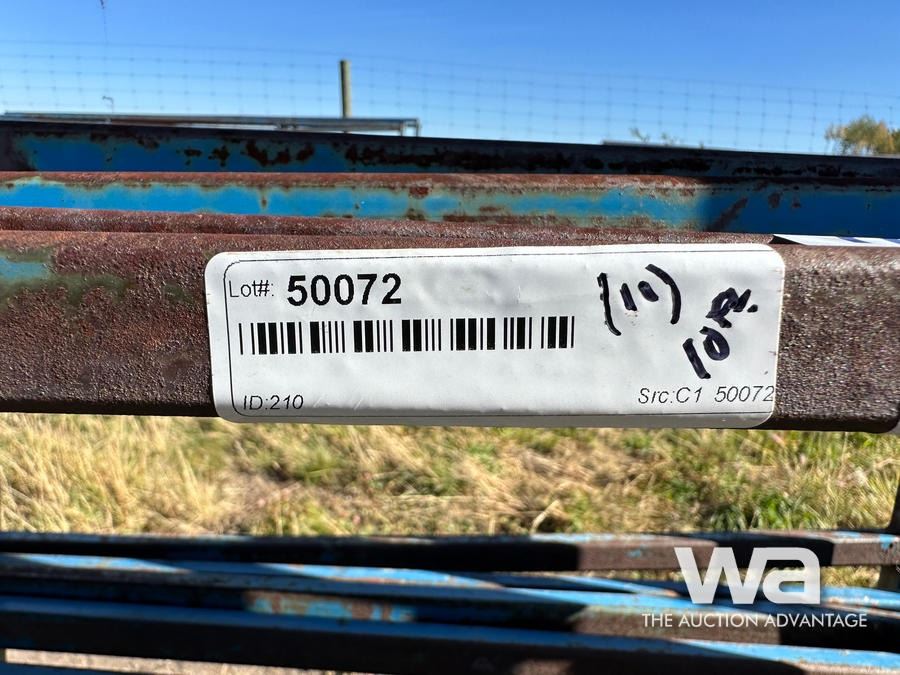 Lot#: 50072
(11)
10 ft.
ID:210
Src:C1 50072
wa
THE AUCTION ADVANTAGE